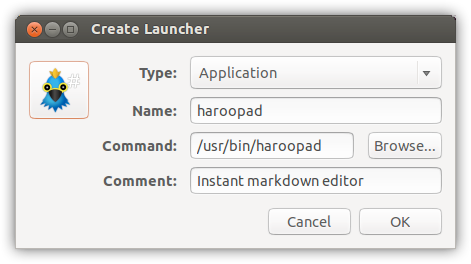 Create Launcher
Type: Application
Name: haroopad
Command: /usr/bin/haroopad Browse...
Comment: Instant markdown editor
Cancel OK